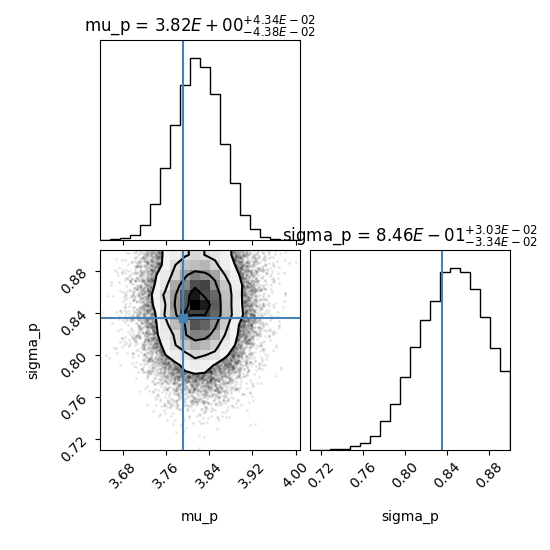 mu_p = 3.82E + 00+4.34E − 02 −4.38E − 02
sigma_p = 8.46E − 01+3.03E − 02 −3.34E − 02
0.88
0.84
0.80
0.76
0.72
sigma_p
3.68 3.76 3.84 3.92 4.00
0.72 0.76 0.80 0.84 0.88
mu_p
sigma_p